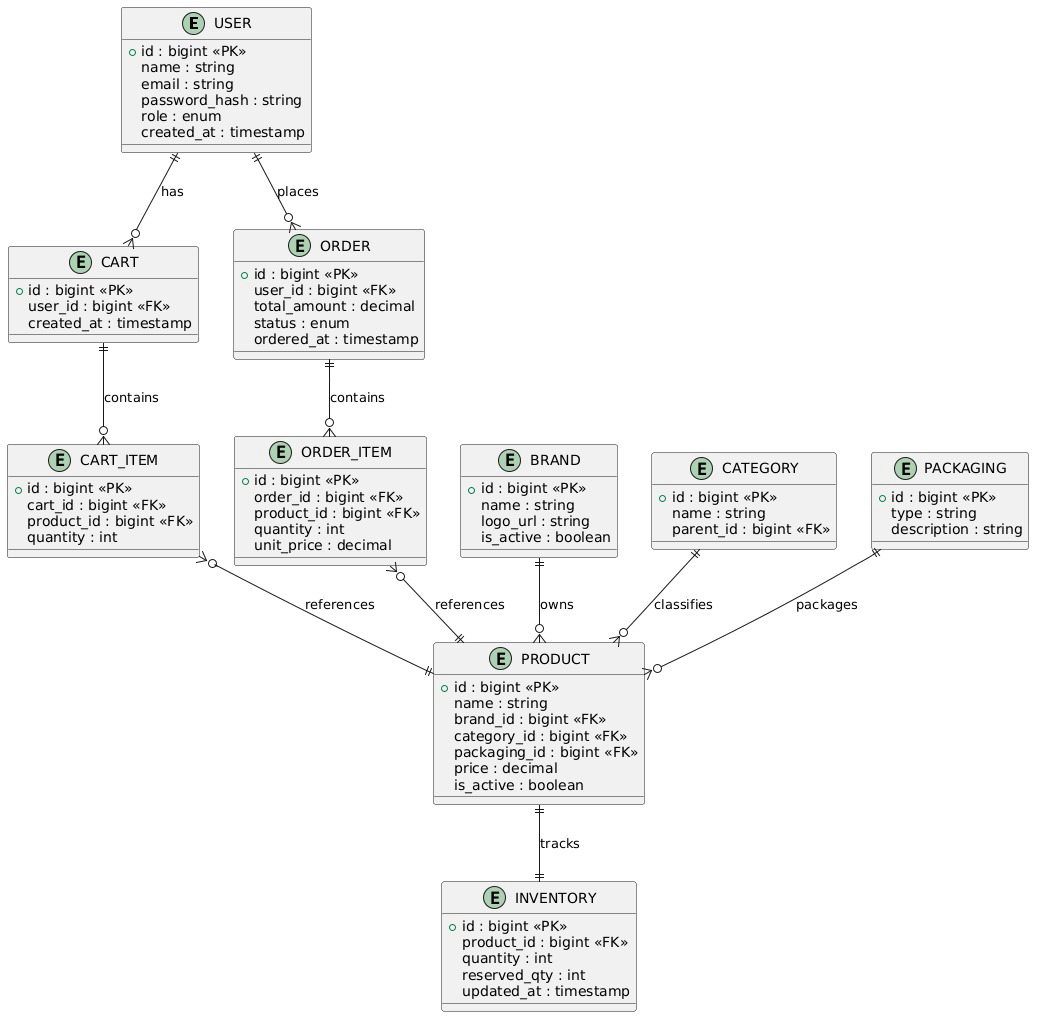 E USER
id : bigint «PK»
name : string
email : string
password_hash : string
role : enum
created_at : timestamp
has
places
E CART
id : bigint «PK»
user_id : bigint «FK»
created_at : timestamp
E ORDER
id : bigint «PK»
user_id : bigint «FK»
total_amount : decimal
status : enum
ordered_at : timestamp
contains
contains
E CART_ITEM
id : bigint «PK»
cart_id : bigint «FK»
product_id : bigint «FK»
quantity : int
E ORDER_ITEM
id : bigint «PK»
order_id : bigint «FK»
product_id : bigint «FK»
quantity : int
unit_price : decimal
E BRAND
id : bigint «PK»
name : string
logo_url : string
is_active : boolean
E CATEGORY
id : bigint «PK»
name : string
parent_id : bigint «FK»
E PACKAGING
id : bigint «PK»
type : string
description : string
references
references
owns
classifies
packages
E PRODUCT
id : bigint «PK»
name : string
brand_id : bigint «FK»
category_id : bigint «FK»
packaging_id : bigint «FK»
price : decimal
is_active : boolean
tracks
E INVENTORY
id : bigint «PK»
product_id : bigint «FK»
quantity : int
reserved_qty : int
updated_at : timestamp